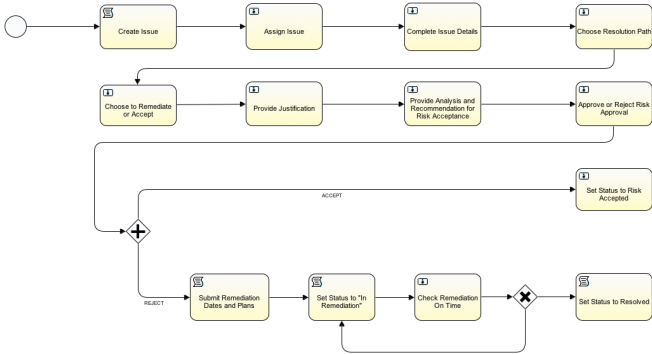 Create Issue
Assign Issue
Complete Issue Details
Choose Resolution Path
Choose to Remediate
or Accept
Provide Justification
Provide Analysis and
Recommendation for
Risk Acceptance
Approve or Reject Risk
Approval
ACCEPT
Set Status to Risk
Accepted
REJECT
Submit Remediation
Dates and Plans
Set Status to "In
Remediation"
Check Remediation
On Time
Set Status to Resolved